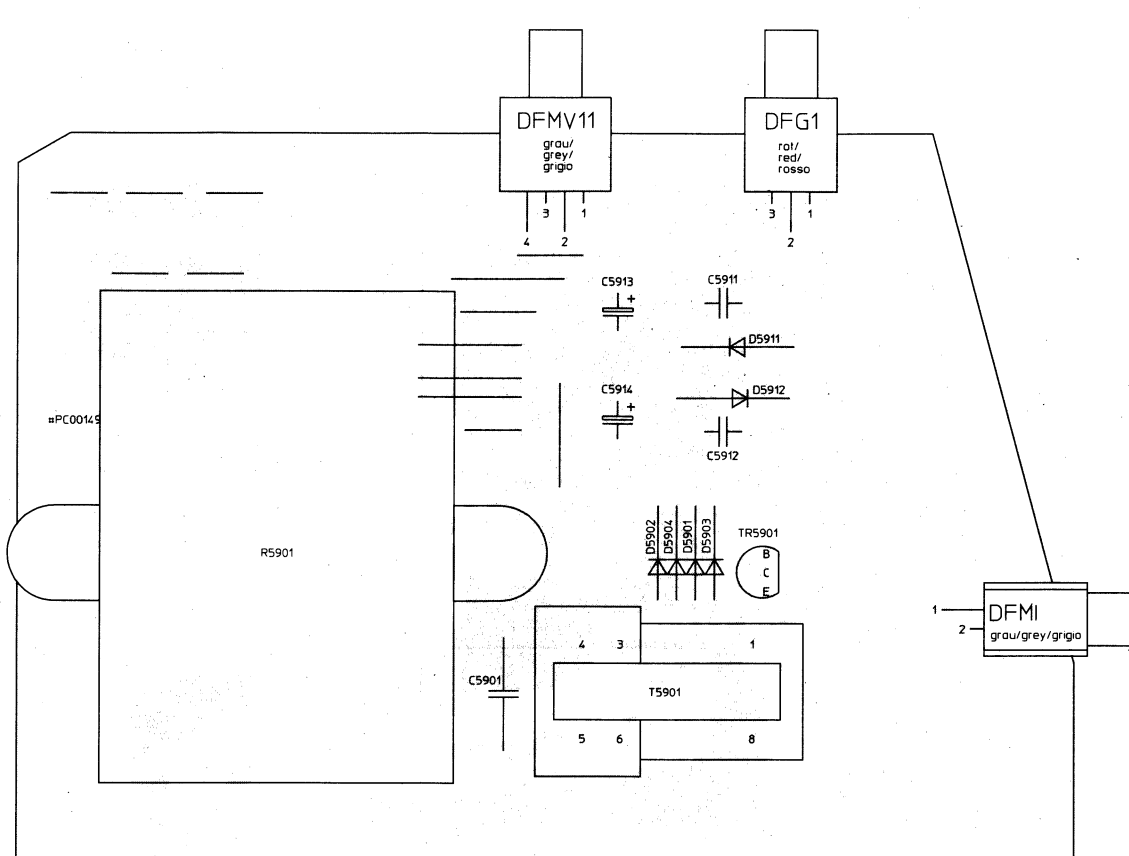 DFMV11
grau/
grey/
grigio
DFG1
rot/
red/
rosso
3
1
4
2
3
1
2
C5913
+
C5911
D5911
C5914
+
D5912
C5912
¤PC00149
R5901
D5902
D5904
D5901
D5903
TR5901
B
C
E
1
2
DFMI
grau/grey/grigio
4
3
1
C5901
T5901
5
6
8